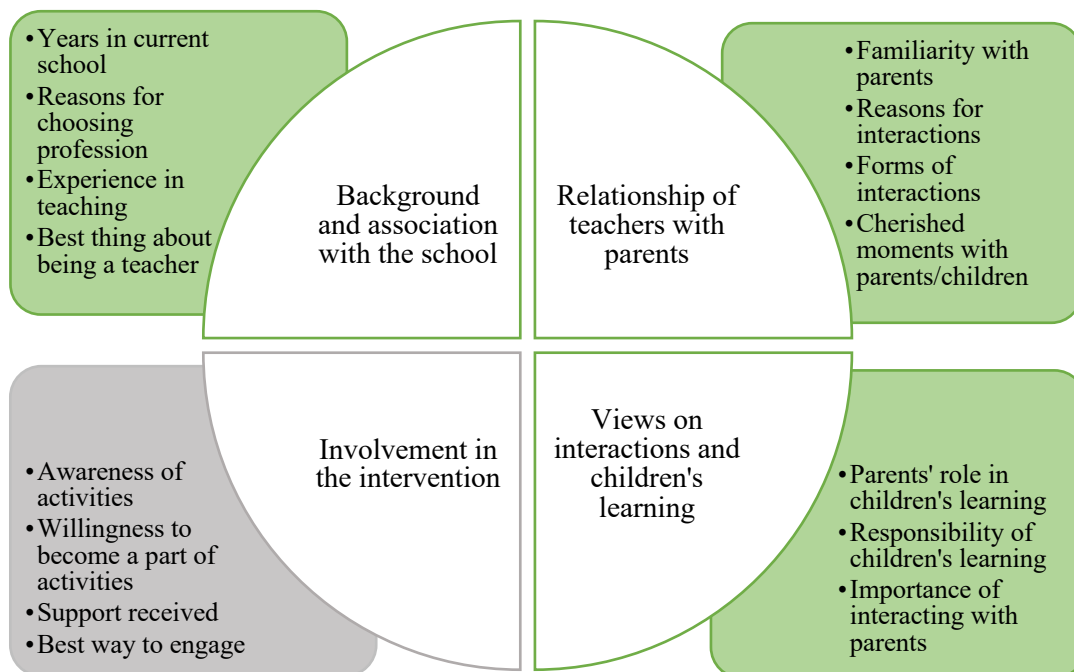 •Years in current
school
•Reasons for
choosing
profession
•Experience in
teaching
•Best thing about
being a teacher
Background
and association
with the school
Relationship of
teachers with
parents
•Familiarity with
parents
•Reasons for
interactions
•Forms of
interactions
•Cherished
moments with
parents/children
•Awareness of
activities
•Willingness to
become a part of
activities
•Support received
•Best way to engage
Involvement in
the intervention
Views on
interactions and
children's
learning
•Parents' role in
children's learning
•Responsibility of
children's learning
•Importance of
interacting with
parents